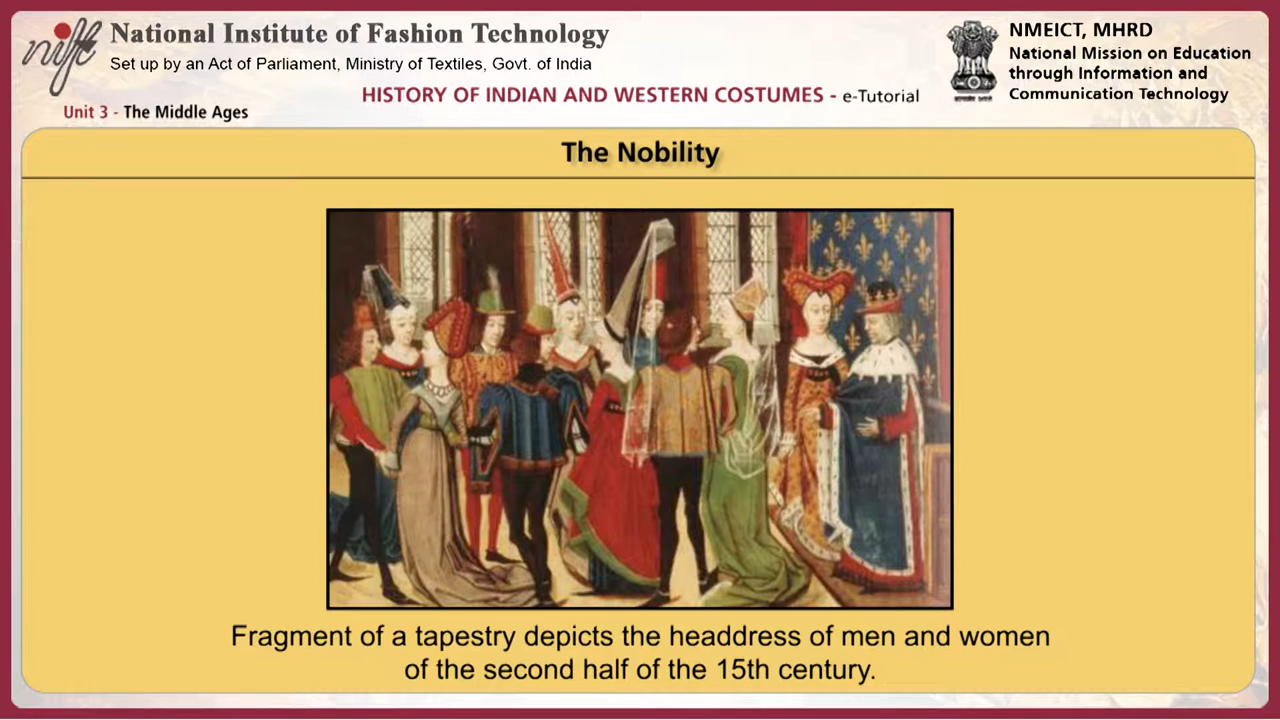 nift
National Institute of Fashion Technology
Set up by an Act of Parliament, Ministry of Textiles, Govt. of India
HISTORY OF INDIAN AND WESTERN COSTUMES - e-Tutorial
Unit 3 - The Middle Ages
NMEICT, MHRD
National Mission on Education
through Information and
Communication Technology
The Nobility
Fragment of a tapestry depicts the headdress of men and women
of the second half of the 15th century.